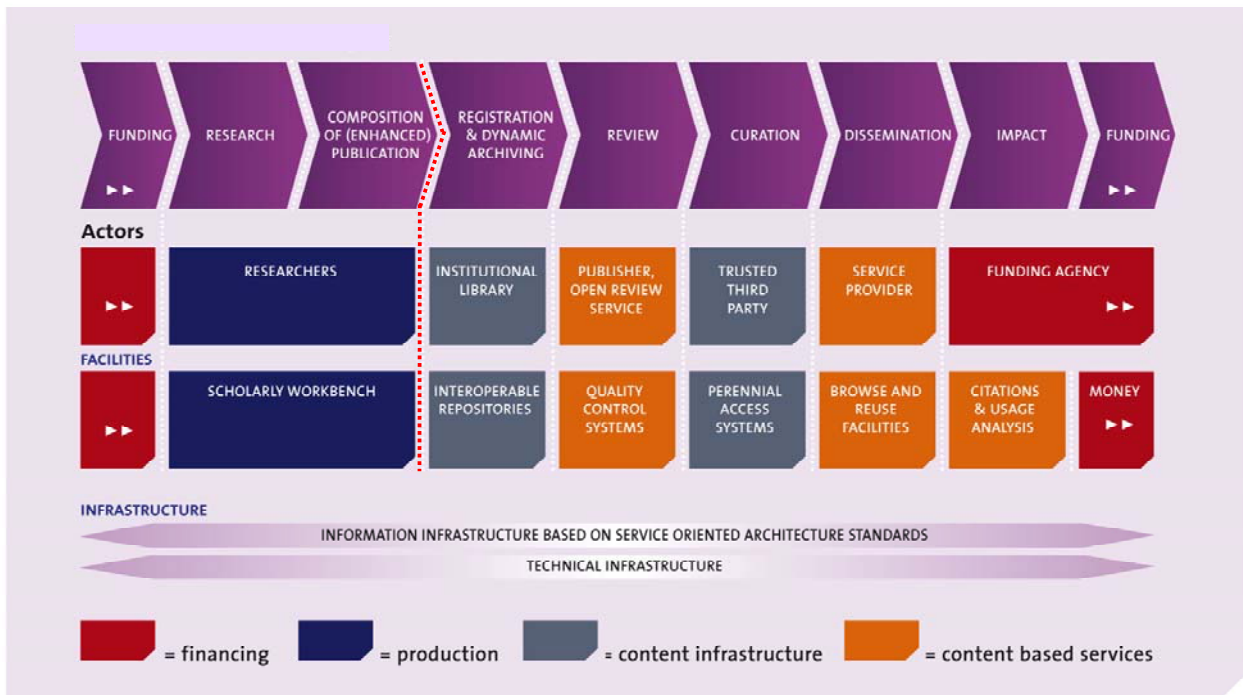 FUNDING
RESEARCH
COMPOSITION
OF (ENHANCED)
PUBLICATION
REGISTRATION
& DYNAMIC
ARCHIVING
REVIEW
CURATION
DISSEMINATION
IMPACT
FUNDING
Actors
RESEARCHERS
INSTITUTIONAL
LIBRARY
PUBLISHER,
OPEN REVIEW
SERVICE
TRUSTED
THIRD
PARTY
SERVICE
PROVIDER
FUNDING AGENCY
FACILITIES
SCHOLARLY WORKBENCH
INTEROPERABLE
REPOSITORIES
QUALITY
CONTROL
SYSTEMS
PERENNIAL
ACCESS
SYSTEMS
BROWSE AND
REUSE
FACILITIES
CITATIONS
& USAGE
ANALYSIS
MONEY
INFRASTRUCTURE
INFORMATION INFRASTRUCTURE BASED ON SERVICE ORIENTED ARCHITECTURE STANDARDS
TECHNICAL INFRASTRUCTURE
= financing
= production
= content infrastructure
= content based services